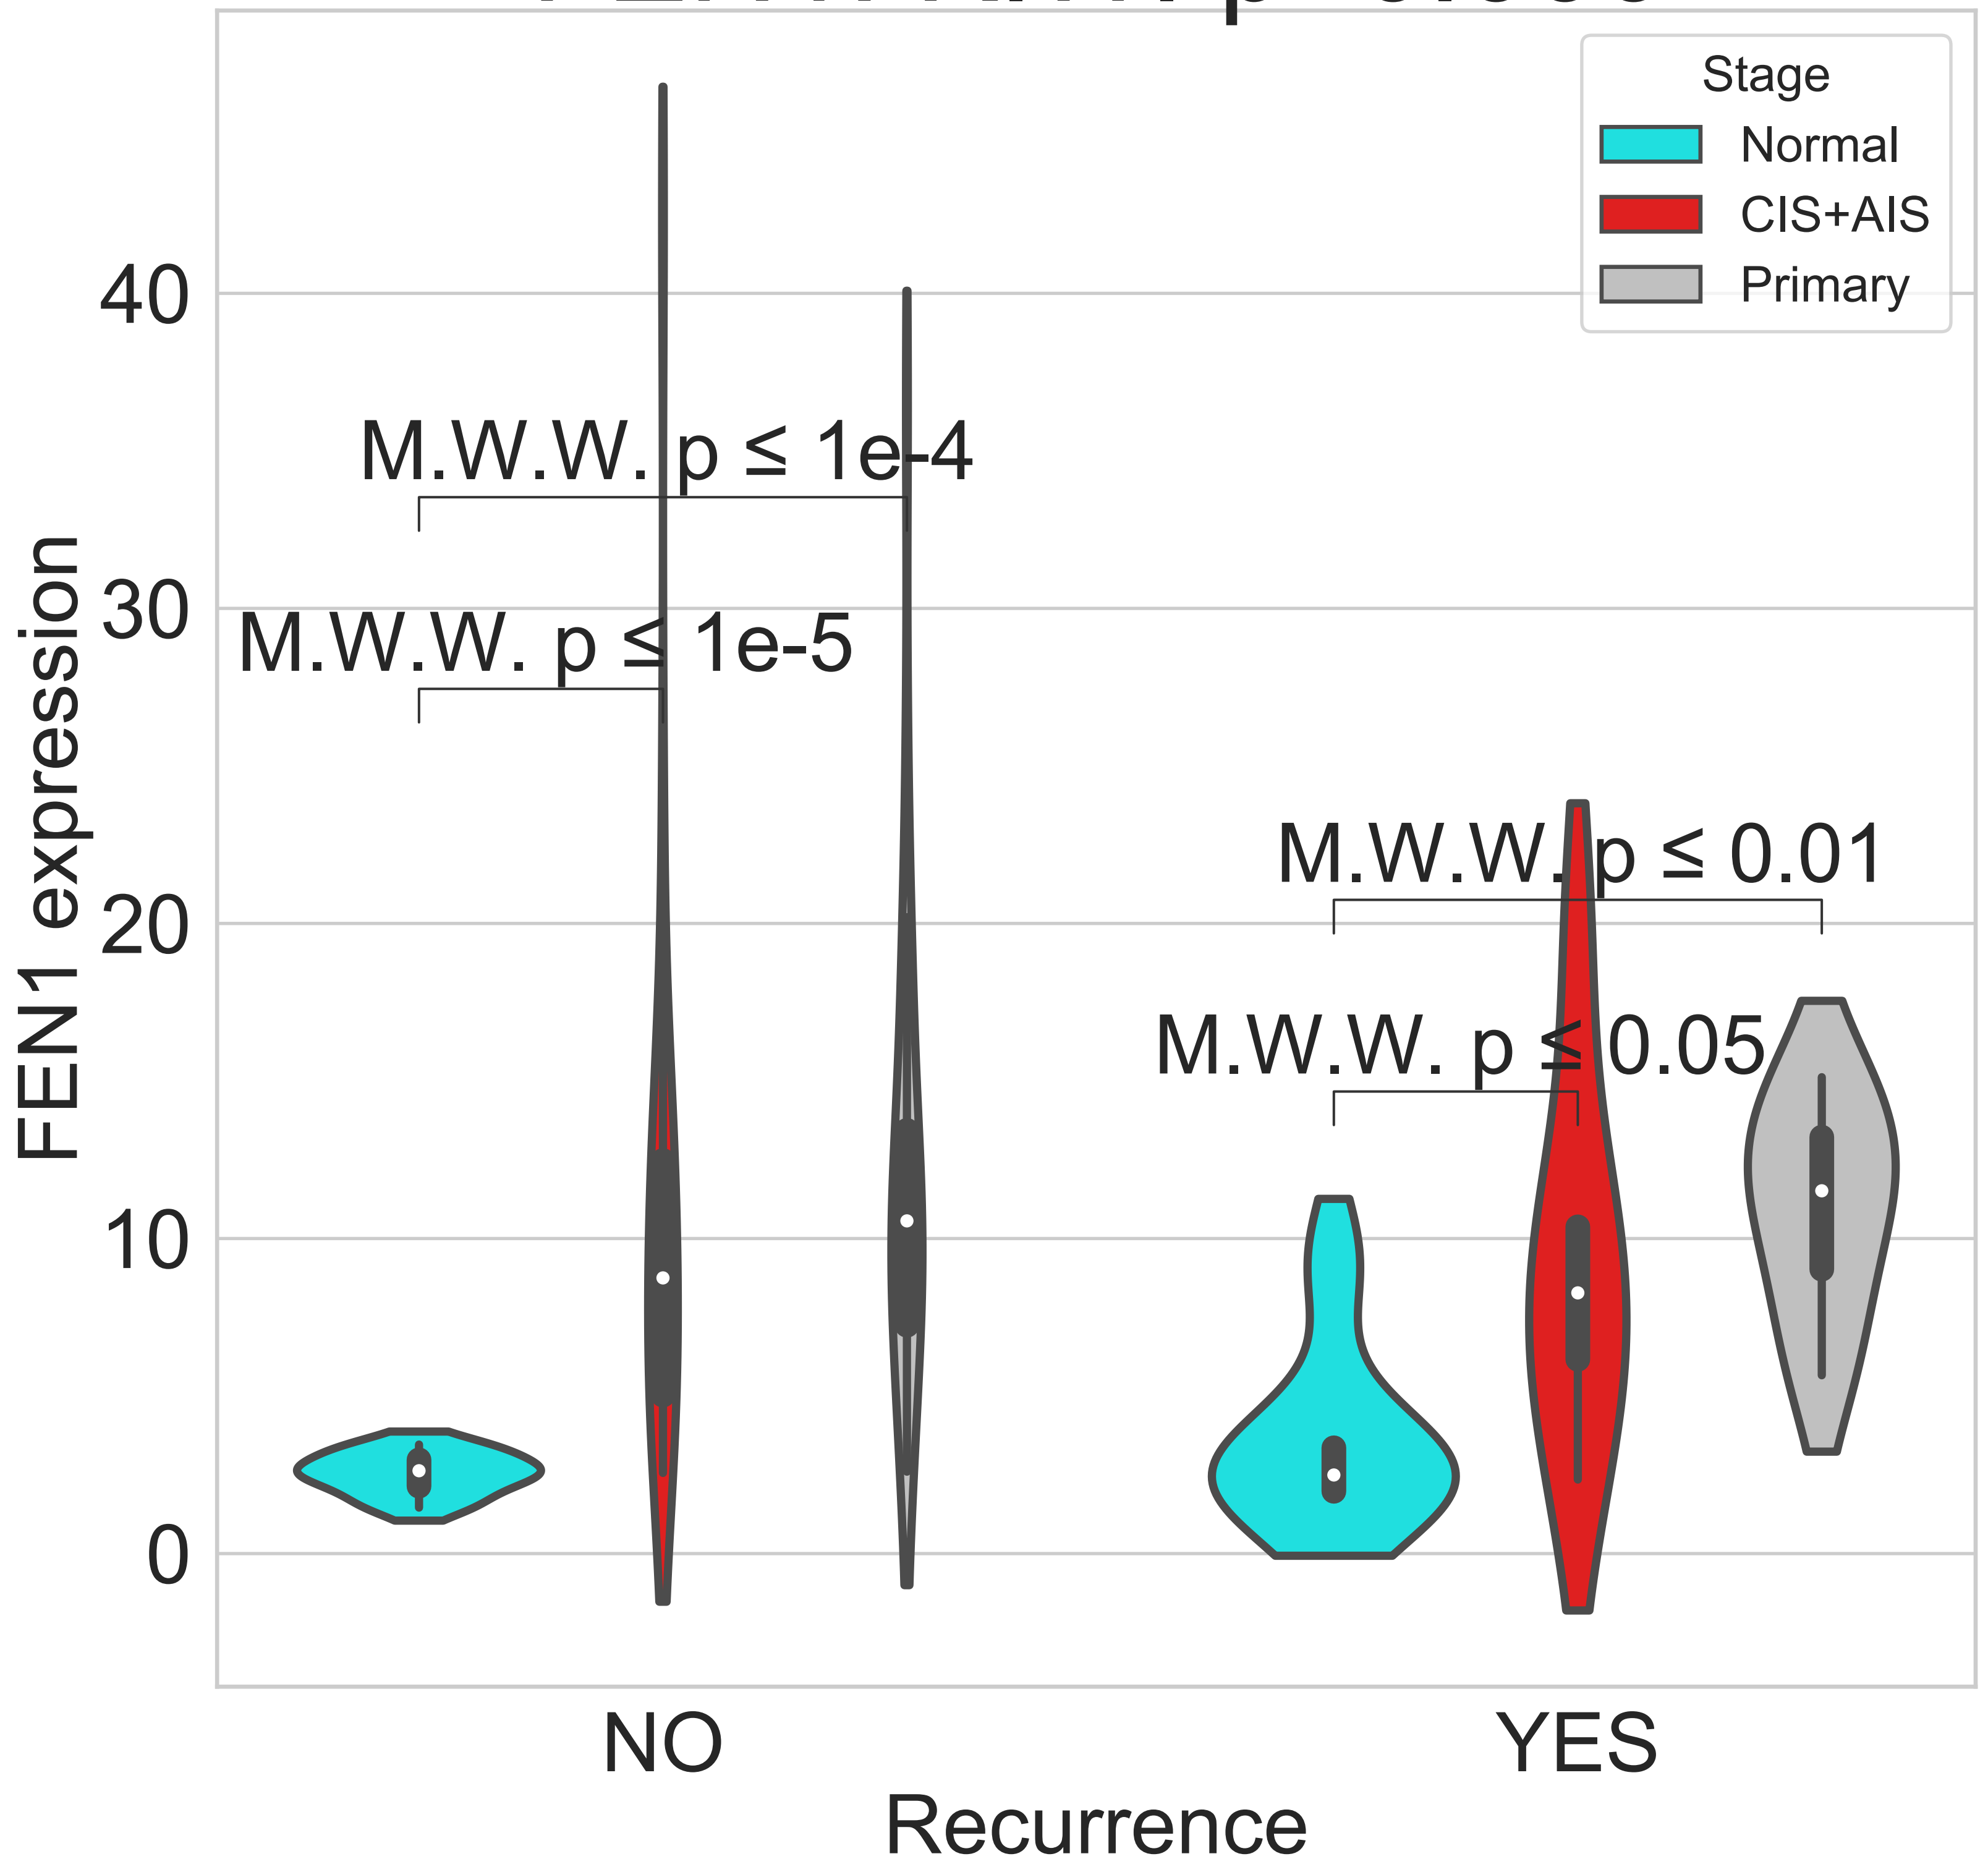 Stage
Normal
CIS+AIS
Primary
40
30
20
10
0
FEN1 expression
M.W.W. p ≤ 1e-4
M.W.W. p ≤ 1e-5
M.W.W. p ≤ 0.01
M.W.W. p ≤ 0.05
NO
YES
Recurrence